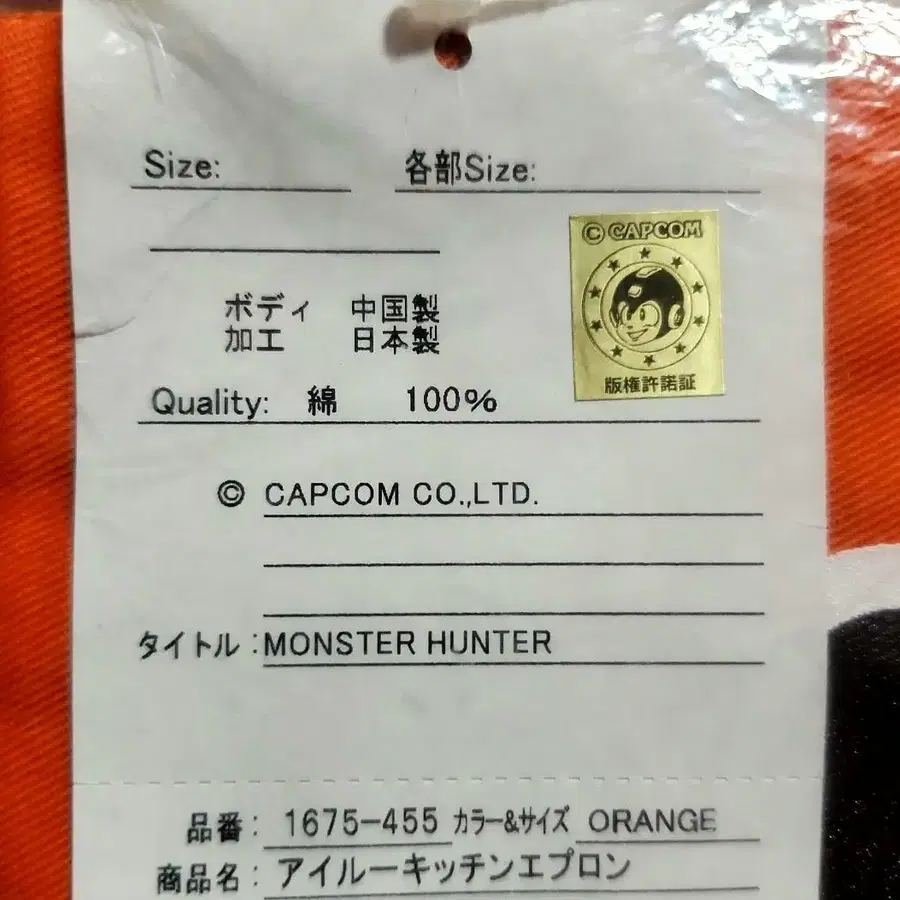 Size: 各部Size:
© CAPCOM
版権許諾証
ボディ 中国製
加工 日本製
Quality: 綿 100%
© CAPCOM CO.,LTD.
タイトル:MONSTER HUNTER
品番: 1675-455 カラー&サイズ ORANGE
商品名: アイルーキッチンエプロン